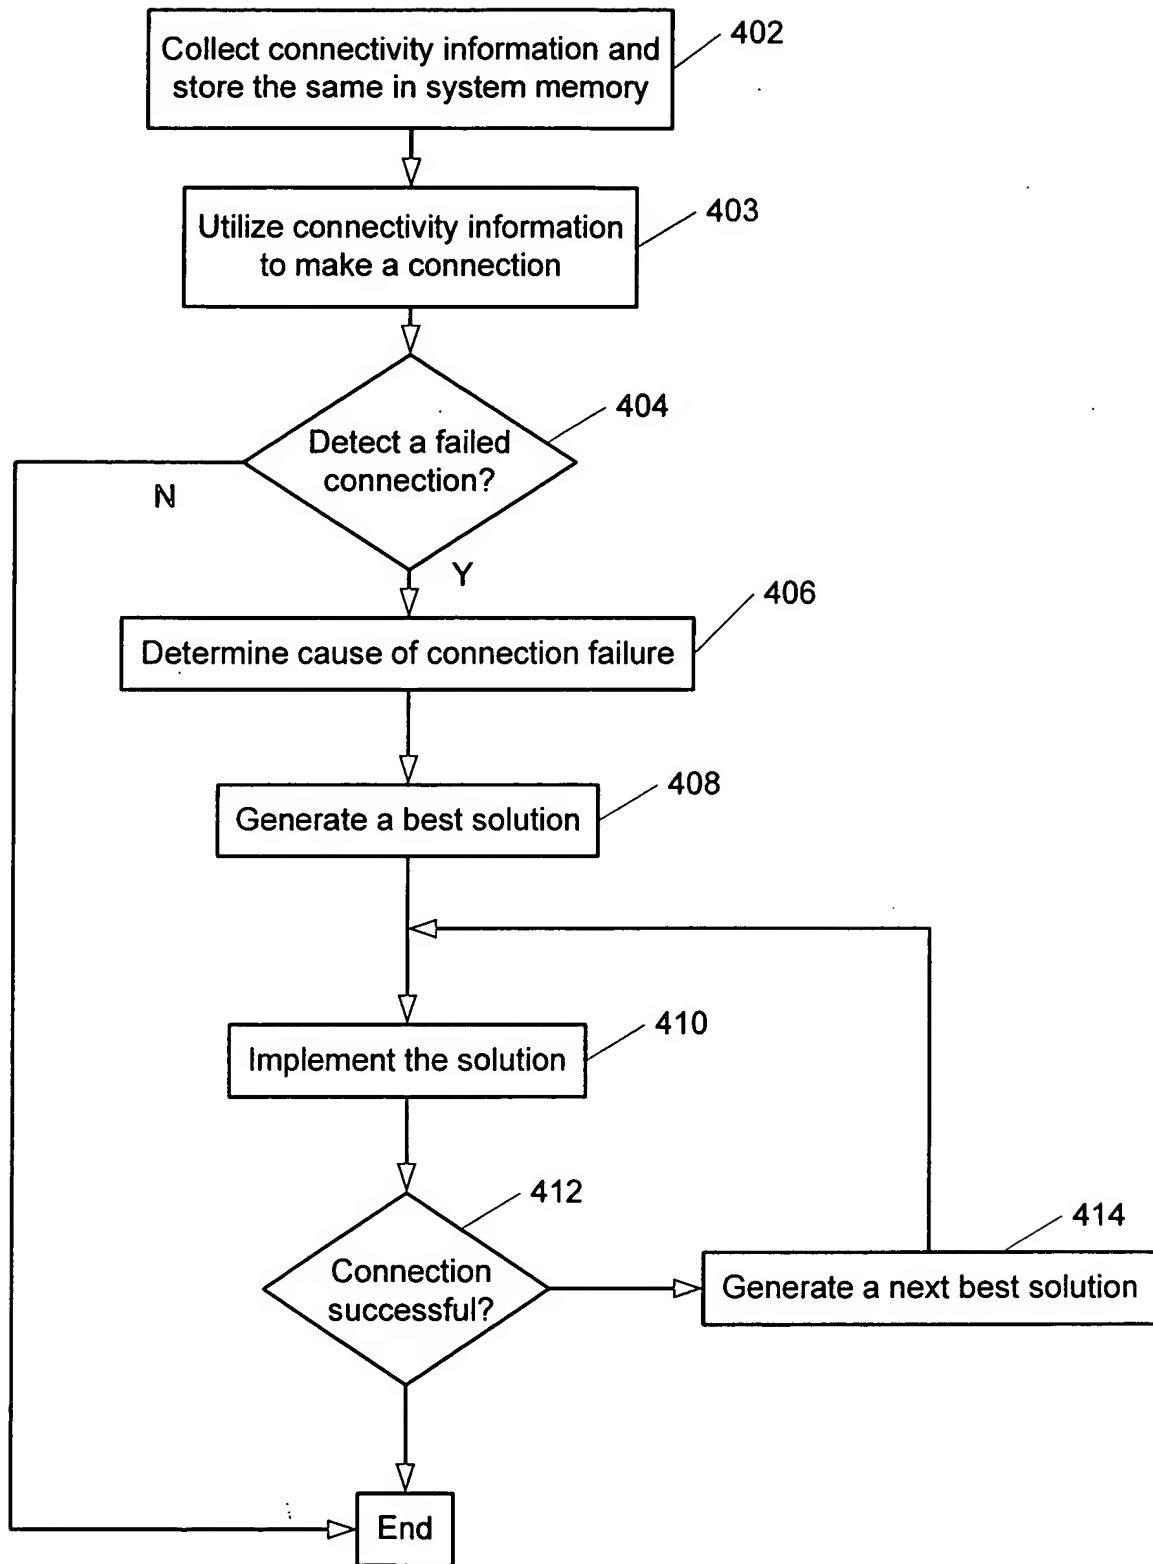 Collect connectivity information and
store the same in system memory
402
Utilize connectivity information
to make a connection
403
Detect a failed
connection?
404
N
Y
Determine cause of connection failure
406
Generate a best solution
408
Implement the solution
410
Connection
successful?
412
Generate a next best solution
414
End